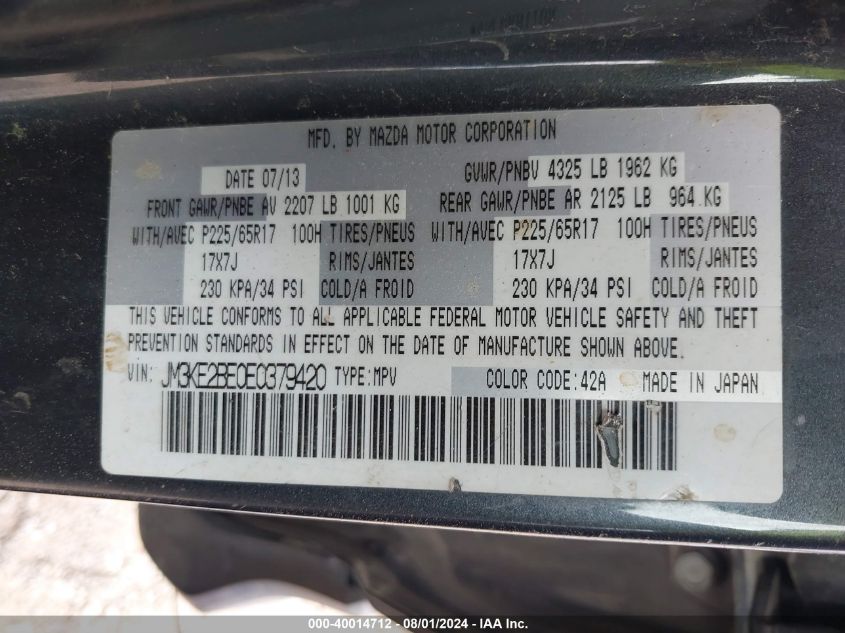 MFD. BY MAZDA MOTOR CORPORATION
DATE 07/13 GVWR/PNBV 4325 LB 1962 KG
FRONT GAWR/PNBE AV 2207 LB 1001 KG REAR GAWR/PNBE AR 2125 LB 964 KG
WITH/AVEC P225/65R17 100H TIRES/PNEUS WITH/AVEC P225/65R17 100H TIRES/PNEUS
17X7J RIMS/JANTES 17X7J RIMS/JANTES
230 KPA/34 PSI COLD/A FROID 230 KPA/34 PSI COLD/A FROID
THIS VEHICLE CONFORMS TO ALL APPLICABLE FEDERAL MOTOR VEHICLE SAFETY AND THEFT
PREVENTION STANDARDS IN EFFECT ON THE DATE OF MANUFACTURE SHOWN ABOVE.
VIN: JM3KE2BE0E0379420 TYPE:MPV COLOR CODE:42A MADE IN JAPAN
000-40014712 - 08/01/2024 - IAAI Inc.